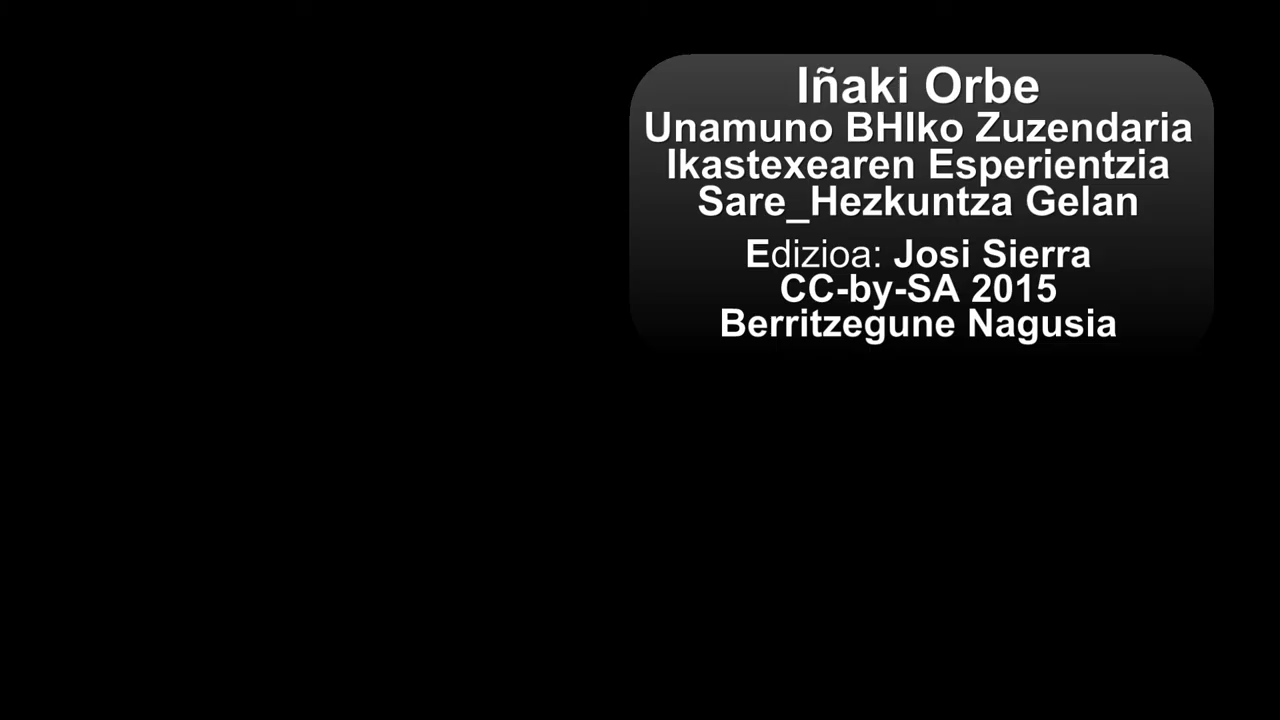 Iñaki Orbe
Unamuno BHIko Zuzendaria
Ikastexearen Esperientzia
Sare_Hezkuntza Gelan
Edizioa: Josi Sierra
CC-by-SA 2015
Berritzegune Nagusia